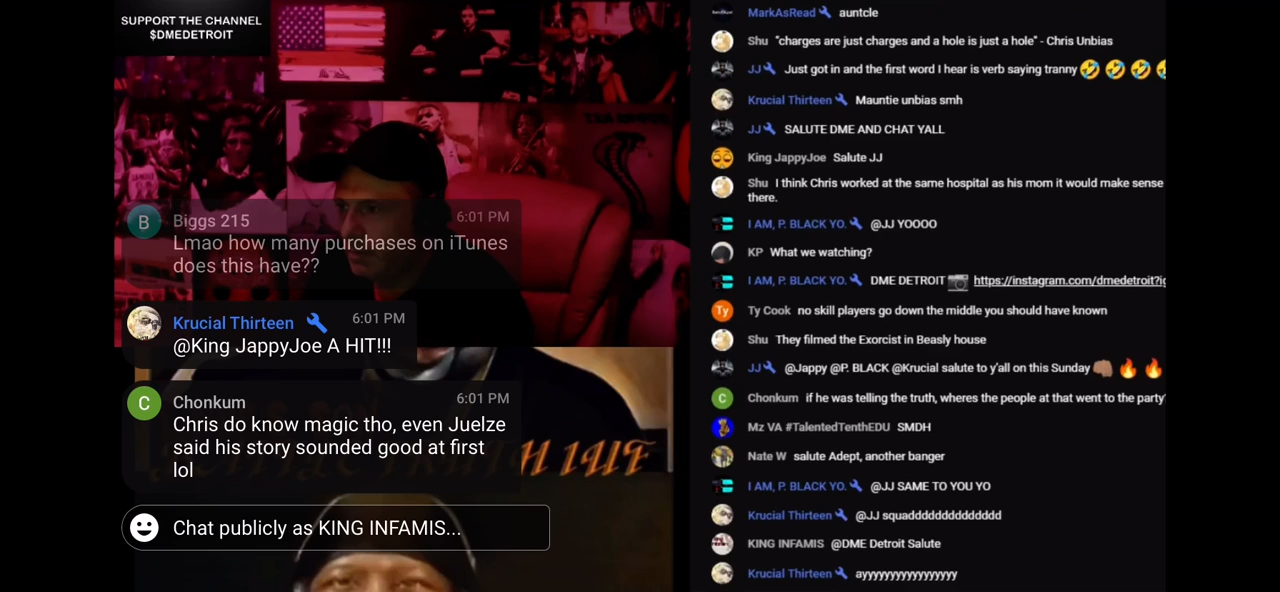 SUPPORT THE CHANNEL
$DMEDETROIT
B Biggs 215 6:01 PM
Lmao how many purchases on iTunes
does this have??
Krucial Thirteen 6:01 PM
@King JappyJoe A HIT!!!
C Chonkum 6:01 PM
Chris do know magic tho, even Juelze
said his story sounded good at first
lol
Chat publicly as KING INFAMIS...
MarkAsRead auntcle
Shu "charges are just charges and a hole is just a hole" - Chris Unbias
JJ Just got in and the first word I hear is verb saying tranny 🤣🤣🤣🤣
Krucial Thirteen Mauntie unbias smh
JJ SALUTE DME AND CHAT YALL
King JappyJoe Salute JJ
Shu I think Chris worked at the same hospital as his mom it would make sense
there.
I AM, P. BLACK YO. @JJ YOOOO
KP What we watching?
I AM, P. BLACK YO. DME DETROIT 📷 https://instagram.com/dmedetroit?ig
Ty Ty Cook no skill players go down the middle you should have known
Shu They filmed the Exorcist in Beasly house
JJ @Jappy @P. BLACK @Krucial salute to y'all on this Sunday 👊🏾🔥🔥
C Chonkum if he was telling the truth, wheres the people at that went to the party
Mz VA #TalentedTenthEDU SMDH
Nate W salute Adept, another banger
I AM, P. BLACK YO. @JJ SAME TO YOU YO
Krucial Thirteen @JJ squadddddddddddddd
KING INFAMIS @DME Detroit Salute
Krucial Thirteen ayyyyyyyyyyyyyyyy